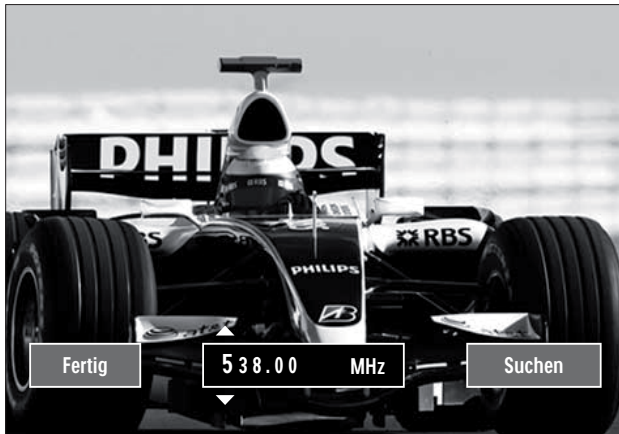 PHILIPS
RBS
RBS
PHILIPS
Fertig
538.00 MHz
Suchen